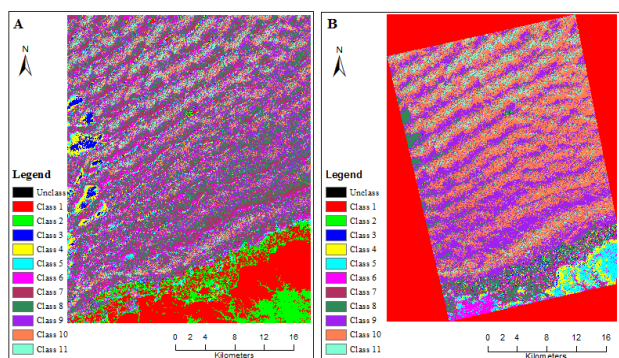 A
N
Legend
Unclass
Class 1
Class 2
Class 3
Class 4
Class 5
Class 6
Class 7
Class 8
Class 9
Class 10
Class 11
0 2 4 8 12 16
Kilometers
B
N
Legend
Unclass
Class 1
Class 2
Class 3
Class 4
Class 5
Class 6
Class 7
Class 8
Class 9
Class 10
Class 11
0 2 4 8 12 16
Kilometers